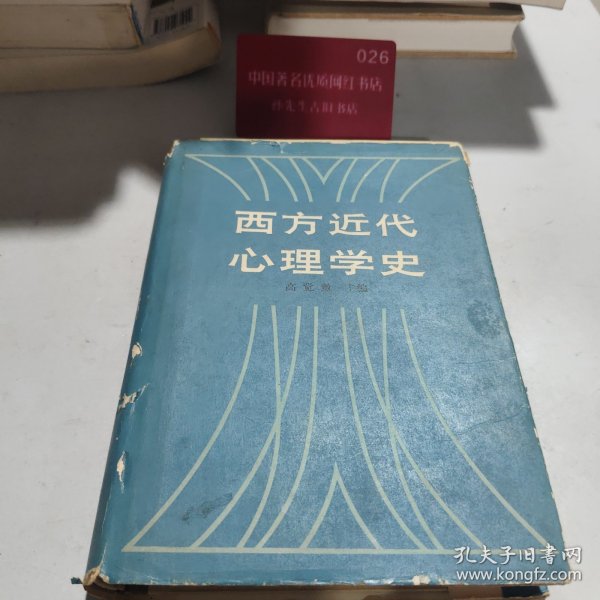 026
中国著名优质网红书店
孙先生古旧书店
西方近代
心理学史
高觉敷 主编
孔夫子旧书网
www.kongfz.com